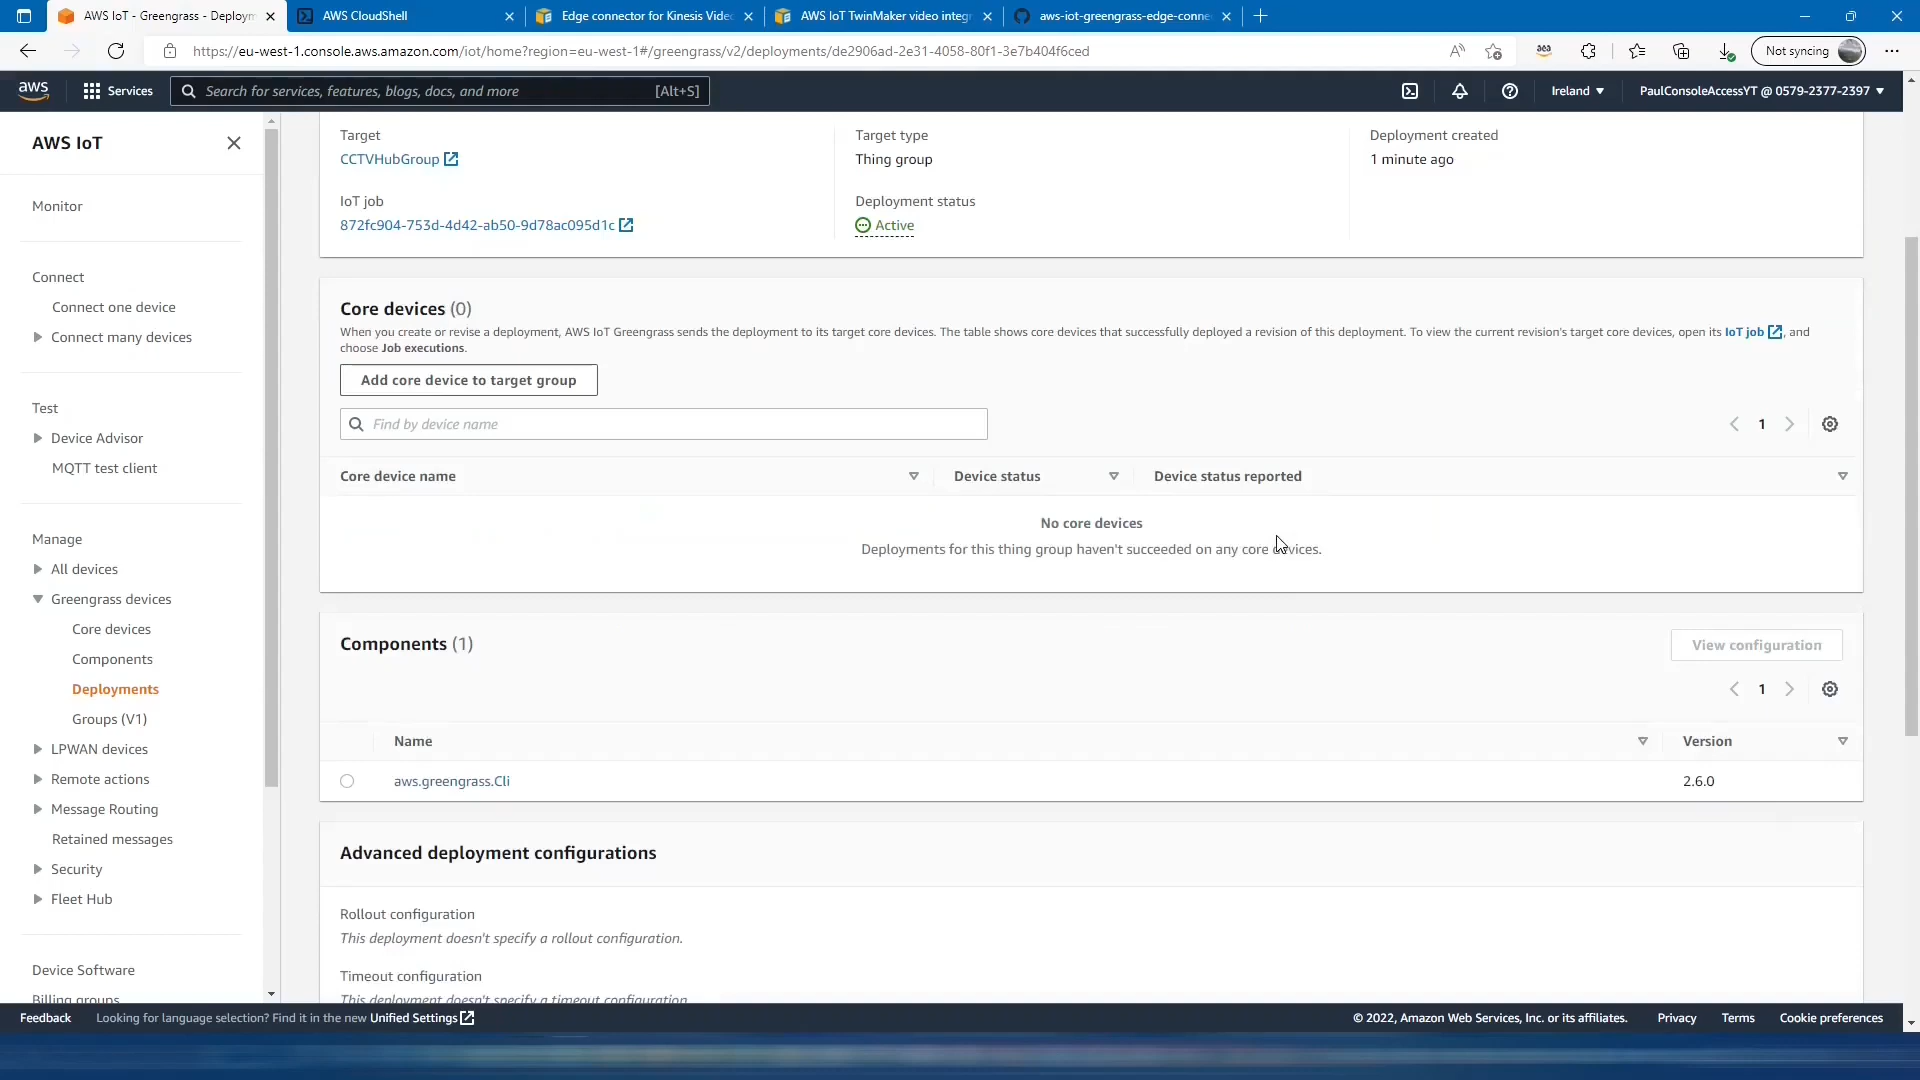 AWS IoT - Greengrass - Deploym
AWS CloudShell
Edge connector for Kinesis Video
AWS IoT TwinMaker video integ
aws-iot-greengrass-edge-conne
https://eu-west-1.console.aws.amazon.com/iot/home?region=eu-west-1#/greengrass/v2/deployments/de2906ad-2e31-4058-80f1-3e7b404f6ced
Not syncing
aws
Services
Search for services, features, blogs, docs, and more
[Alt+S]
Ireland
PaulConsoleAccessYT @ 0579-2377-2397
AWS IoT
Monitor
Connect
Connect one device
Connect many devices
Test
Device Advisor
MQTT test client
Manage
All devices
Greengrass devices
Core devices
Components
Deployments
Groups (V1)
LPWAN devices
Remote actions
Message Routing
Retained messages
Security
Fleet Hub
Device Software
Billing groups
Target
CCTVHubGroup
Target type
Thing group
Deployment created
1 minute ago
IoT job
872fc904-753d-4d42-ab50-9d78ac095d1c
Deployment status
Active
Core devices (0)
When you create or revise a deployment, AWS IoT Greengrass sends the deployment to its target core devices. The table shows core devices that successfully deployed a revision of this deployment. To view the current revision's target core devices, open its IoT job, and
choose Job executions.
Add core device to target group
Find by device name
1
Core device name
Device status
Device status reported
No core devices
Deployments for this thing group haven't succeeded on any core devices.
Components (1)
View configuration
1
Name
Version
aws.greengrass.Cli
2.6.0
Advanced deployment configurations
Rollout configuration
This deployment doesn't specify a rollout configuration.
Timeout configuration
This deployment doesn't specify a timeout configuration
Feedback
Looking for language selection? Find it in the new Unified Settings
© 2022, Amazon Web Services, Inc. or its affiliates.
Privacy
Terms
Cookie preferences